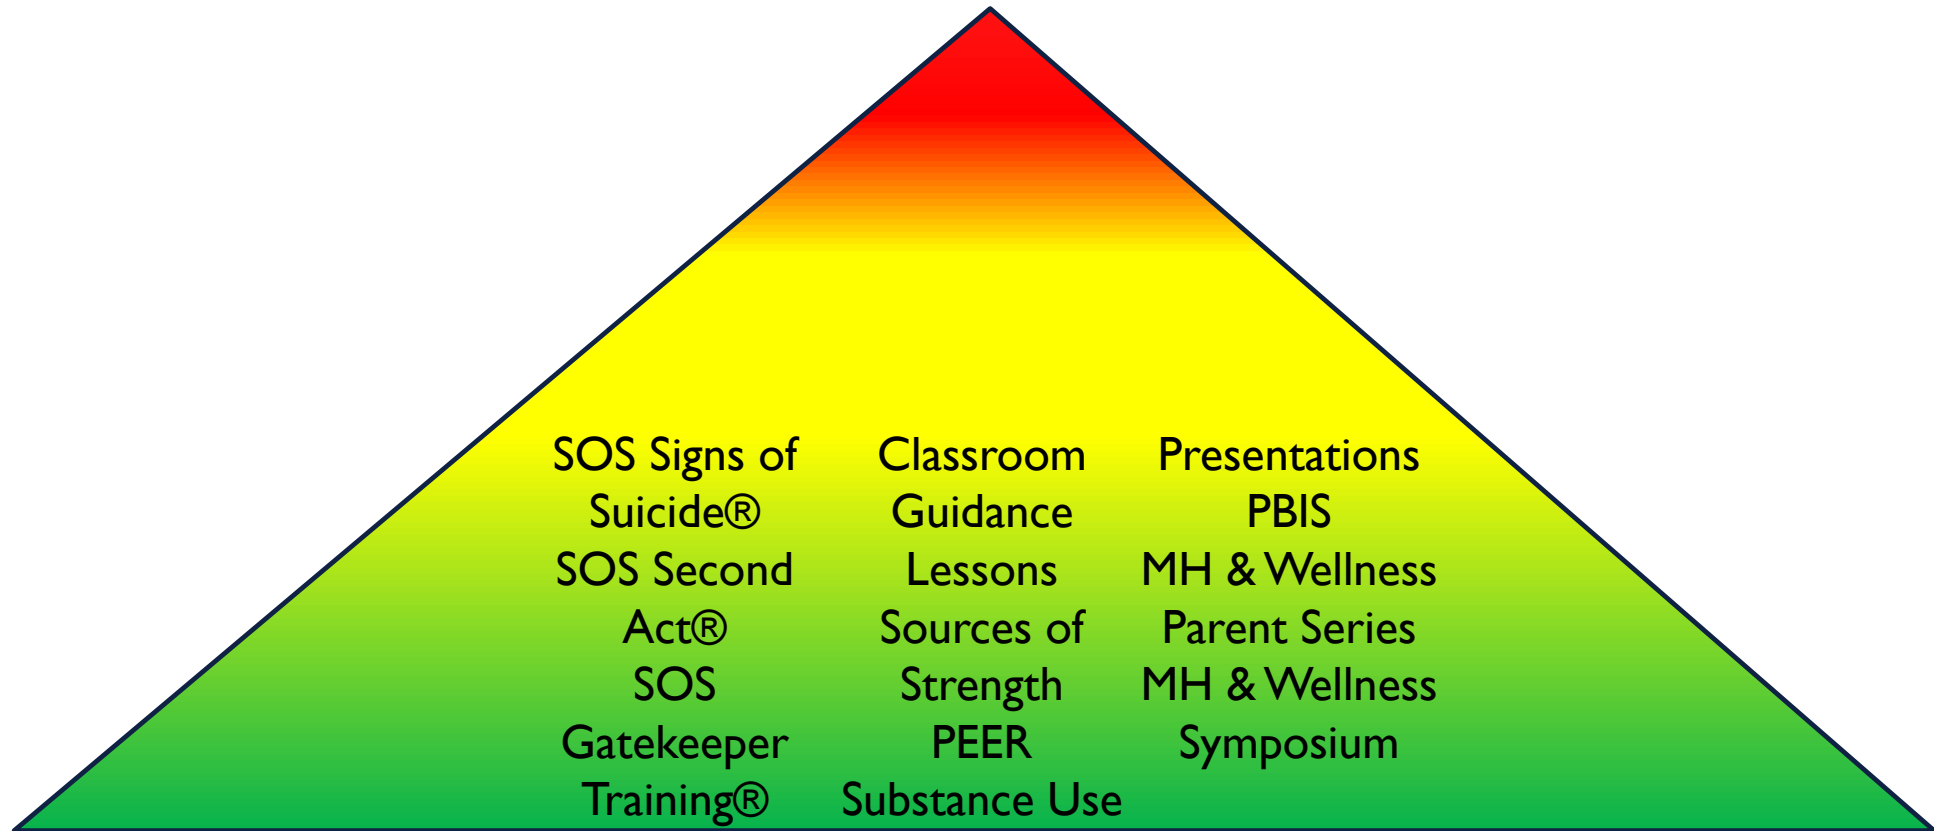 SOS Signs of
Suicide®
SOS Second
Act®
SOS
Gatekeeper
Training®
Classroom
Guidance
Lessons
Sources of
Strength
PEER
Substance Use
Presentations
PBIS
MH & Wellness
Parent Series
MH & Wellness
Symposium